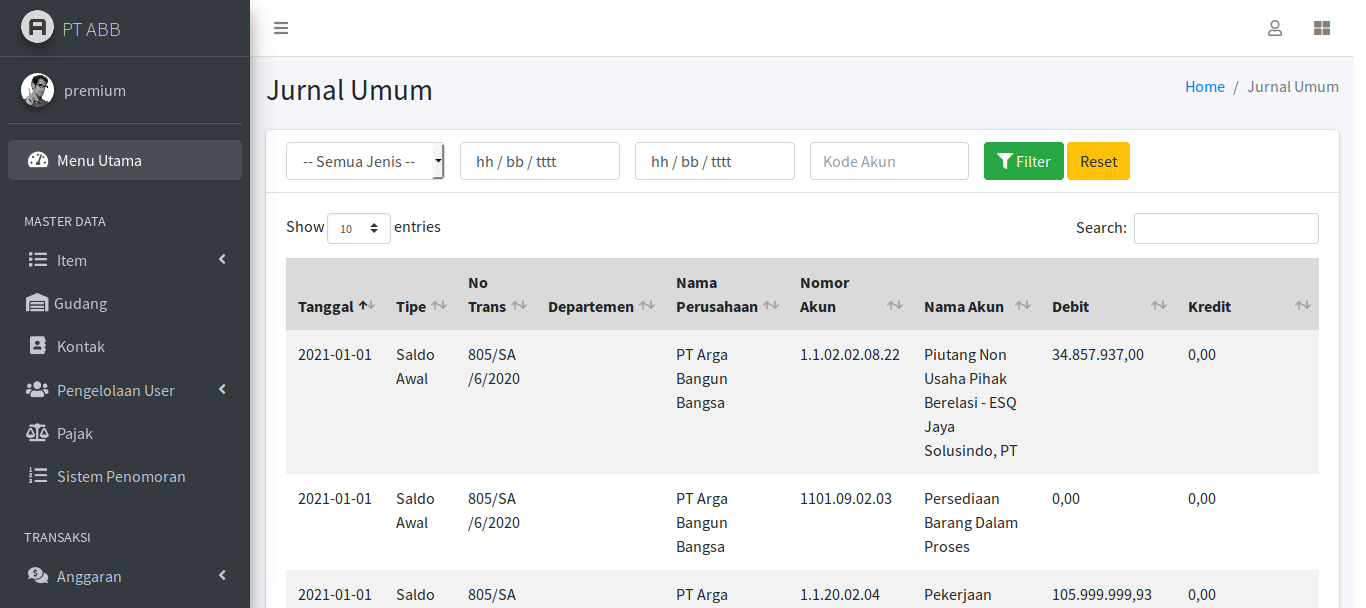 PT ABB
premium
Menu Utama
MASTER DATA
Item
Gudang
Kontak
Pengelolaan User
Pajak
Sistem Penomoran
TRANSAKSI
Anggaran
Jurnal Umum
Home / Jurnal Umum
-- Semua Jenis -- hh / bb / tttt hh / bb / tttt Kode Akun Filter Reset
Show 10 entries Search:
No Nama Nomor
Tanggal Tipe Trans Departemen Perusahaan Akun Nama Akun Debit Kredit
2021-01-01 Saldo 805/SA PT Arga 1.1.02.02.08.22 Piutang Non 34.857.937,00 0,00
Awal /6/2020 Bangun Usaha Pihak
Bangsa Berelasi - ESQ
Jaya
Solusindo, PT
2021-01-01 Saldo 805/SA PT Arga 1101.09.02.03 Persediaan 0,00 0,00
Awal /6/2020 Bangun Barang Dalam
Bangsa Proses
2021-01-01 Saldo 805/SA PT Arga 1.1.20.02.04 Pekerjaan 105.999.999,93 0,00